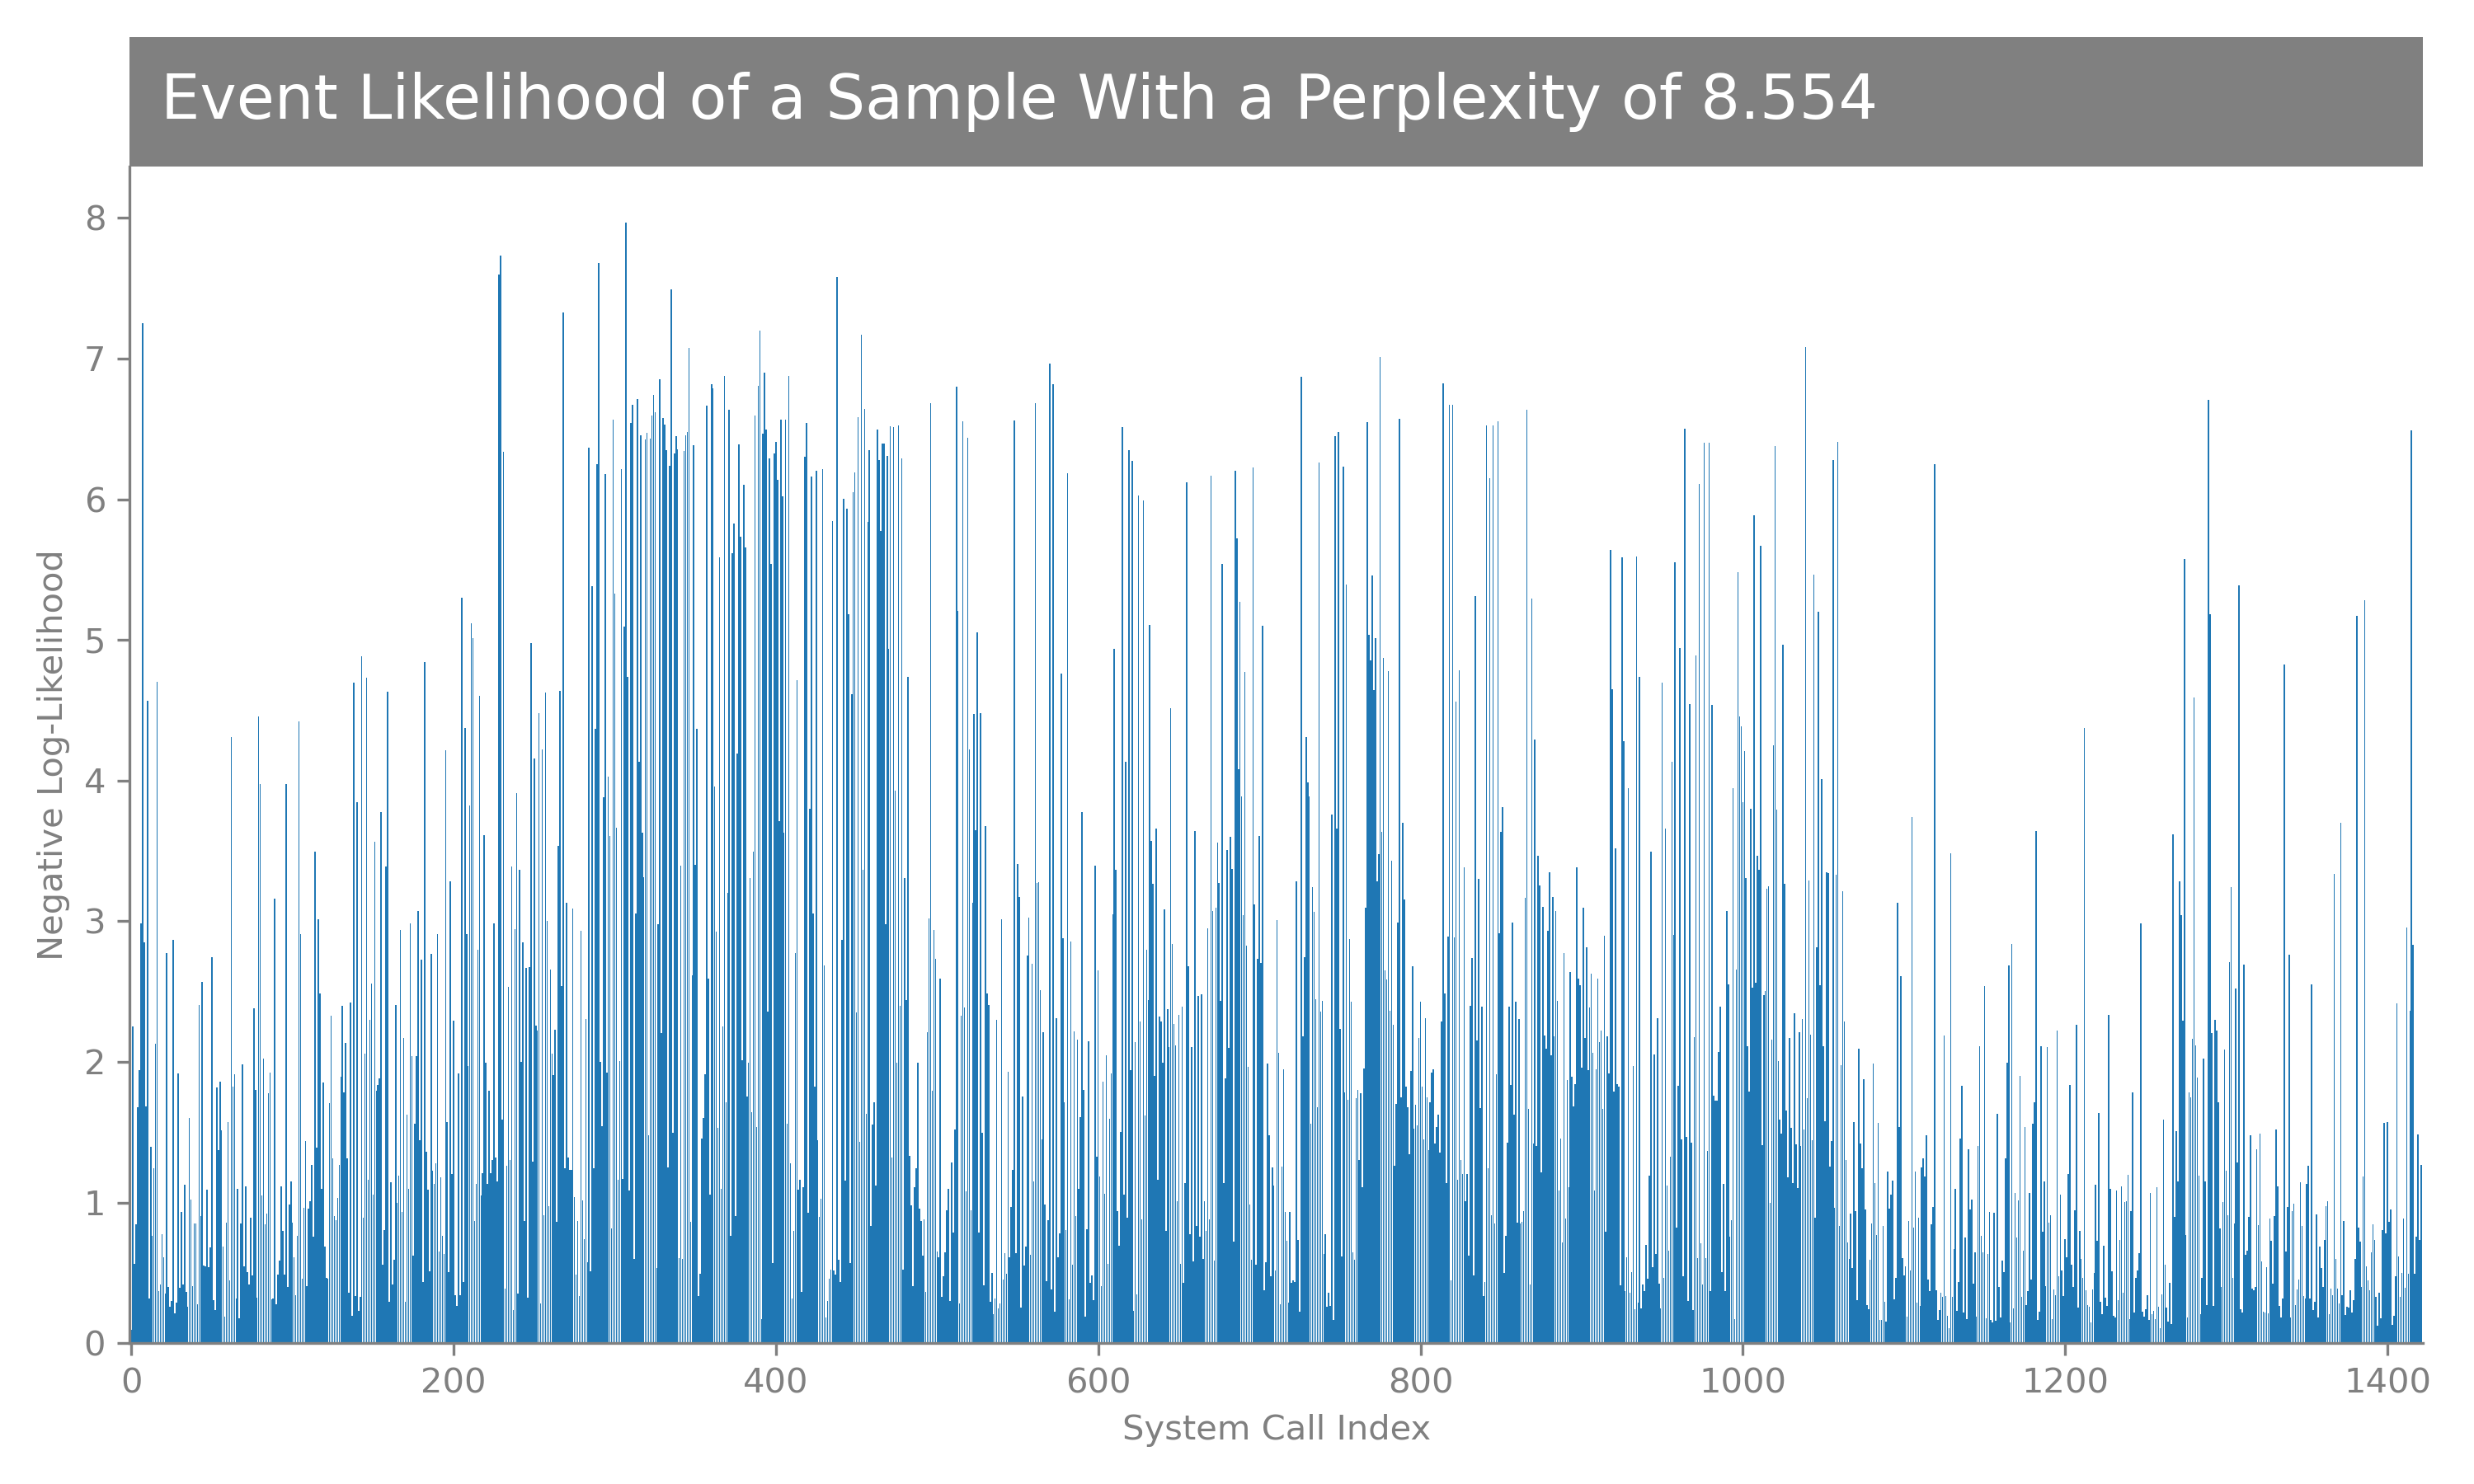 Event Likelihood of a Sample With a Perplexity of 8.554
8
7
6
5
4
3
2
1
0
Negative Log-Likelihood
0 200 400 600 800 1000 1200 1400
System Call Index